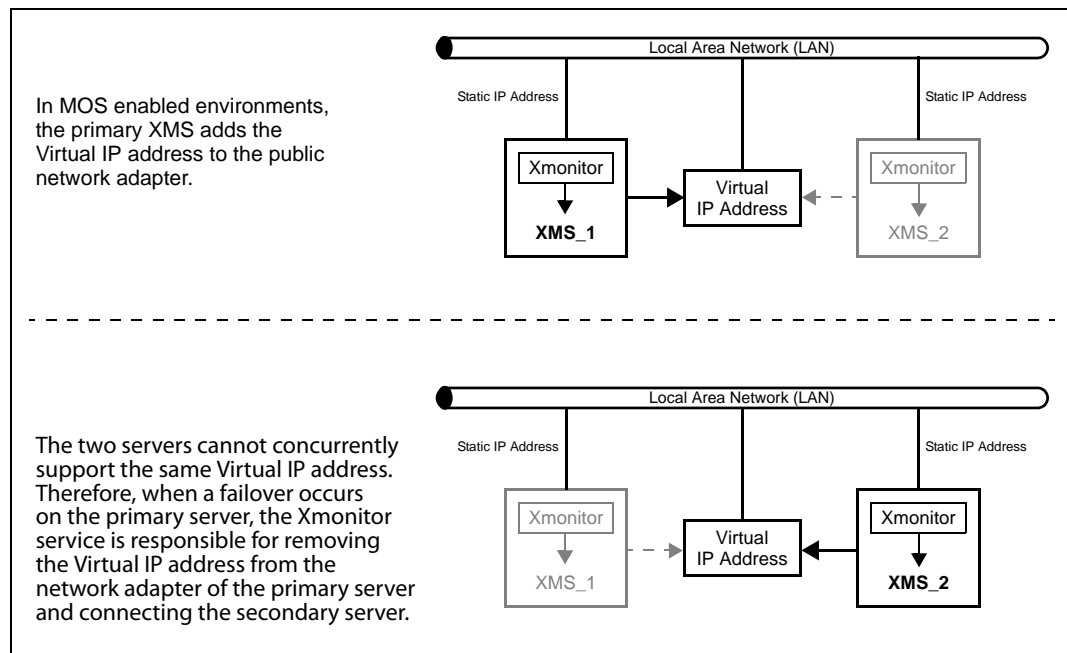 Local Area Network (LAN)
Static IP Address
Static IP Address
In MOS enabled environments,
the primary XMS adds the
Virtual IP address to the public
network adapter.
Xmonitor
XMS_1
Virtual
IP Address
Xmonitor
XMS_2
Local Area Network (LAN)
Static IP Address
Static IP Address
The two servers cannot concurrently
support the same Virtual IP address.
Therefore, when a failover occurs
on the primary server, the Xmonitor
service is responsible for removing
the Virtual IP address from the
network adapter of the primary server
and connecting the secondary server.
Xmonitor
XMS_1
Virtual
IP Address
Xmonitor
XMS_2